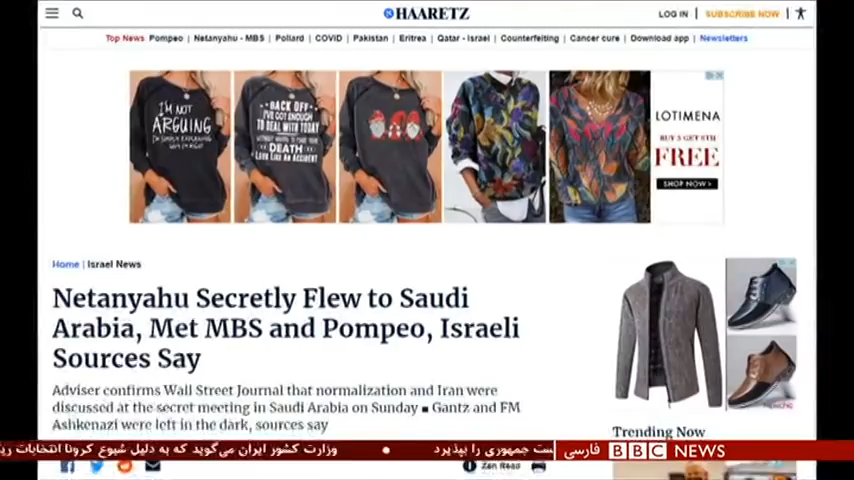 HAARETZ
LOG IN | SUBSCRIBE NOW
Top News Pompeo | Netanyahu - MBS | Pollard | COVID | Pakistan | Eritrea | Qatar - Israel | Counterfeiting | Cancer cure | Download app | Newsletters
I'M NOT
ARGUING
BACK OFF
I'VE GOT ENOUGH
TO DEAL WITH TODAY
DEATH
LOOK LIKE AN ACCIDENT
LOTIMENA
BUY 5 GET 6TH
FREE
SHOP NOW
Home | Israel News
Netanyahu Secretly Flew to Saudi
Arabia, Met MBS and Pompeo, Israeli
Sources Say
Adviser confirms Wall Street Journal that normalization and Iran were
discussed at the secret meeting in Saudi Arabia on Sunday ■ Gantz and FM
Ashkenazi were left in the dark, sources say
Trending Now
ست جمهوری را بپذیرد • وزارت کشور ایران می‌گوید که به دلیل شیوع کرونا انتخابات ریا
فارسی BBC NEWS
Zen Read